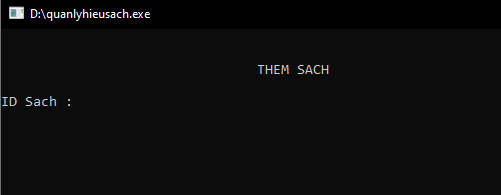 D:\quanlyhieusach.exe
THEM SACH
ID Sach :